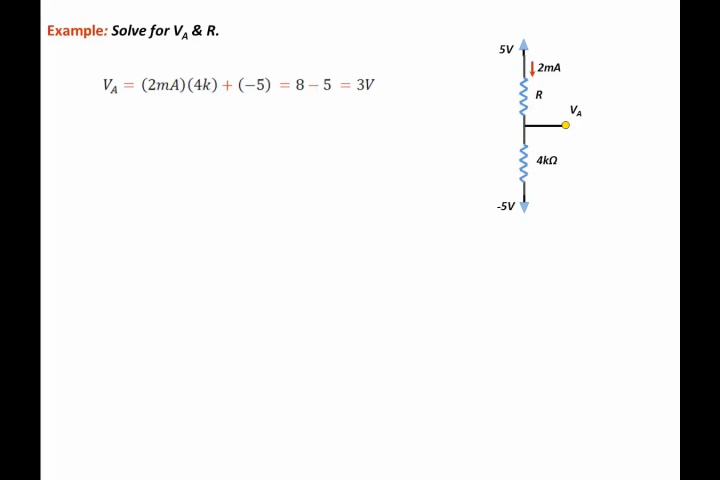 Example: Solve for V_A & R.
V_A = (2mA)(4k) + (−5) = 8 − 5 = 3V
5V
2mA
R
V_A
4kΩ
-5V